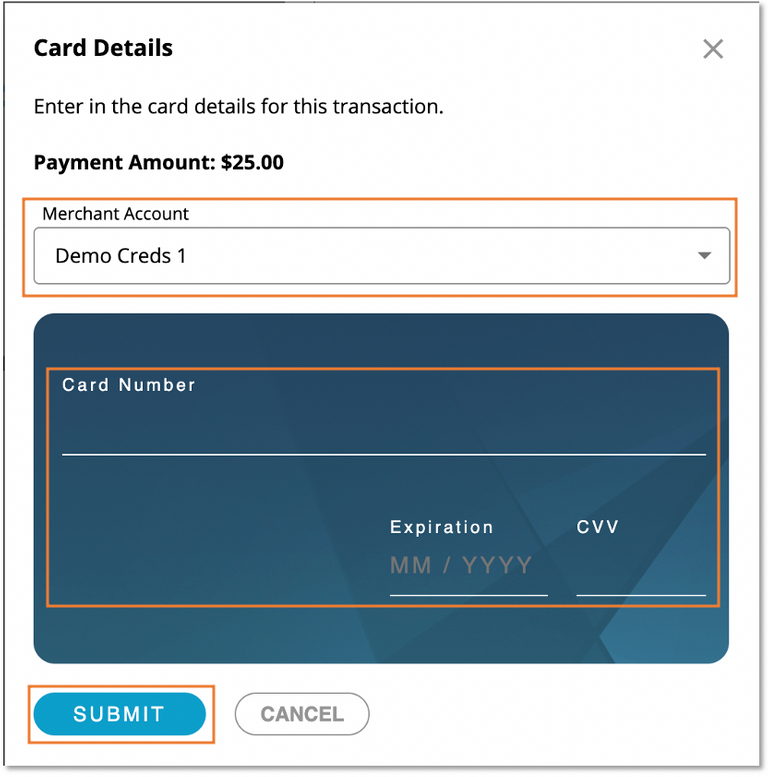 Card Details
Enter in the card details for this transaction.
Payment Amount: $25.00
Merchant Account
Demo Creds 1
Card Number
Expiration CVV
MM / YYYY
SUBMIT CANCEL